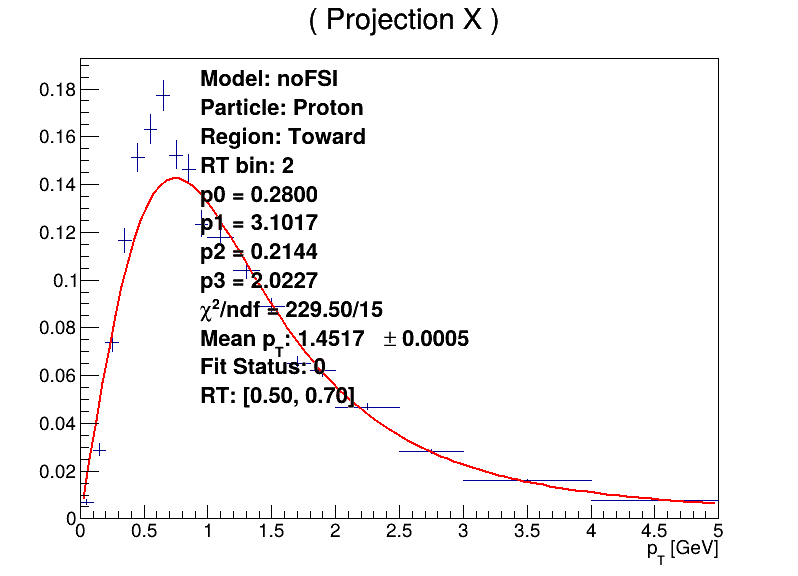 ( Projection X )
Model: noFSI
Particle: Proton
Region: Toward
RT bin: 2
p0 = 0.2800
p1 = 3.1017
p2 = 0.2144
p3 = 2.0227
χ²/ndf = 229.50/15
Mean p_T: 1.4517 ± 0.0005
Fit Status: 0
RT: [0.50, 0.70]
0.18
0.16
0.14
0.12
0.1
0.08
0.06
0.04
0.02
0
0 0.5 1 1.5 2 2.5 3 3.5 4 4.5 5
p_T [GeV]